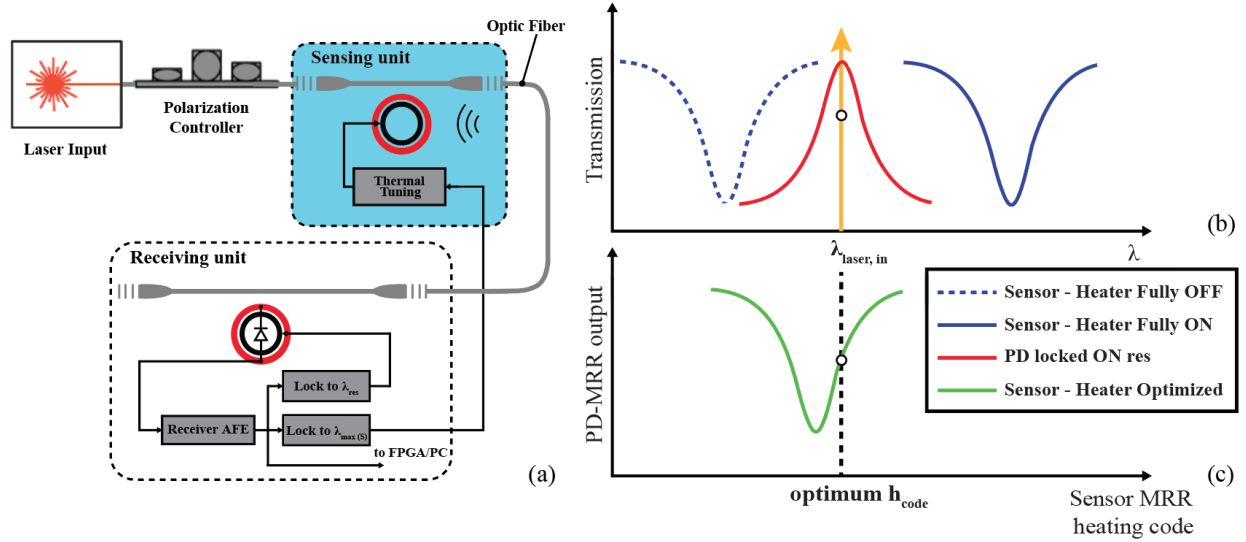 Optic Fiber
Laser Input
Polarization
Controller
Sensing unit
Thermal
Tuning
Receiving unit
Lock to λres
Receiver AFE
Lock to λmax (S)
to FPGA/PC
(a)
Transmission
λlaser, in
λ
(b)
Sensor - Heater Fully OFF
Sensor - Heater Fully ON
PD locked ON res
Sensor - Heater Optimized
PD-MRR output
optimum hcode
Sensor MRR
heating code
(c)